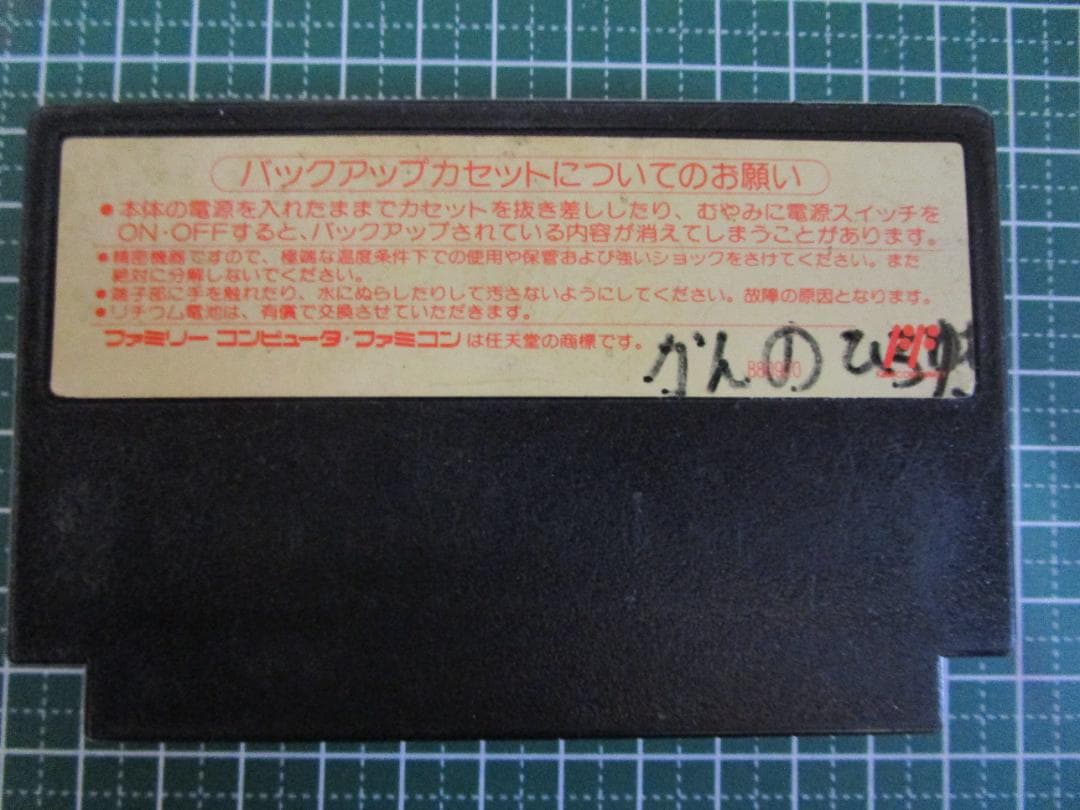 バックアップカセットについてのお願い
●本体の電源を入れたままでカセットを抜き差ししたり、むやみに電源スイッチを
ON・OFFすると、バックアップされている内容が消えてしまうことがあります。
●精密機器ですので、極端な温度条件下での使用や保管および強いショックをさけてください。また
絶対に分解しないでください。
●端子部に手を触れたり、水にぬらしたりして汚さないようにしてください。故障の原因となります。
●リチウム電池は、有償で交換させていただきます。
ファミリー コンピュータ・ファミコンは任天堂の商標です。
かんの